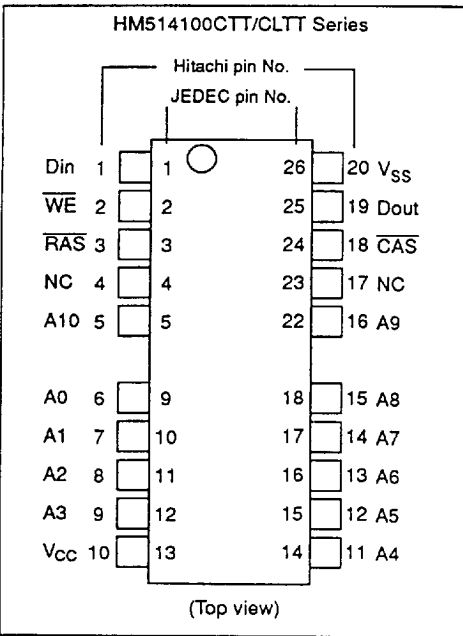 HM514100CTT/CLTT Series
Hitachi pin No.
JEDEC pin No.
Din 1 1 26 20 VSS
WE 2 2 25 19 Dout
RAS 3 3 24 18 CAS
NC 4 4 23 17 NC
A10 5 5 22 16 A9
A0 6 9 18 15 A8
A1 7 10 17 14 A7
A2 8 11 16 13 A6
A3 9 12 15 12 A5
VCC 10 13 14 11 A4
(Top view)